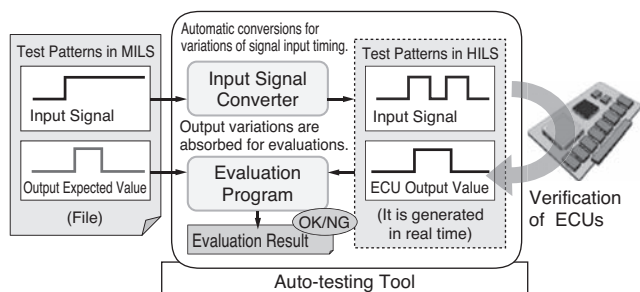 Test Patterns in MILS
Input Signal
Output Expected Value
(File)
Automatic conversions for
variations of signal input timing.
Input Signal
Converter
Output variations are
absorbed for evaluations.
Evaluation
Program
OK/NG
Evaluation Result
Test Patterns in HILS
Input Signal
ECU Output Value
(It is generated
in real time)
Verification
of ECUs
Auto-testing Tool